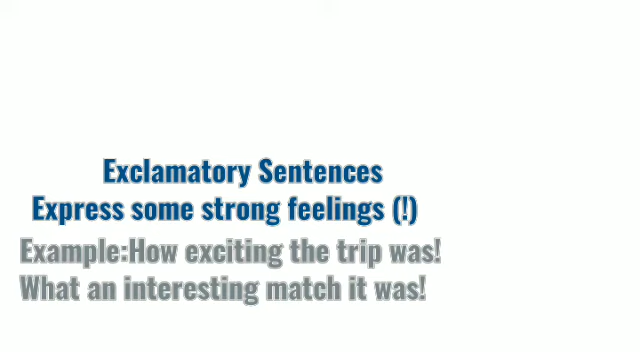 Exclamatory Sentences
Express some strong feelings (!)
Example:How exciting the trip was!
What an interesting match it was!